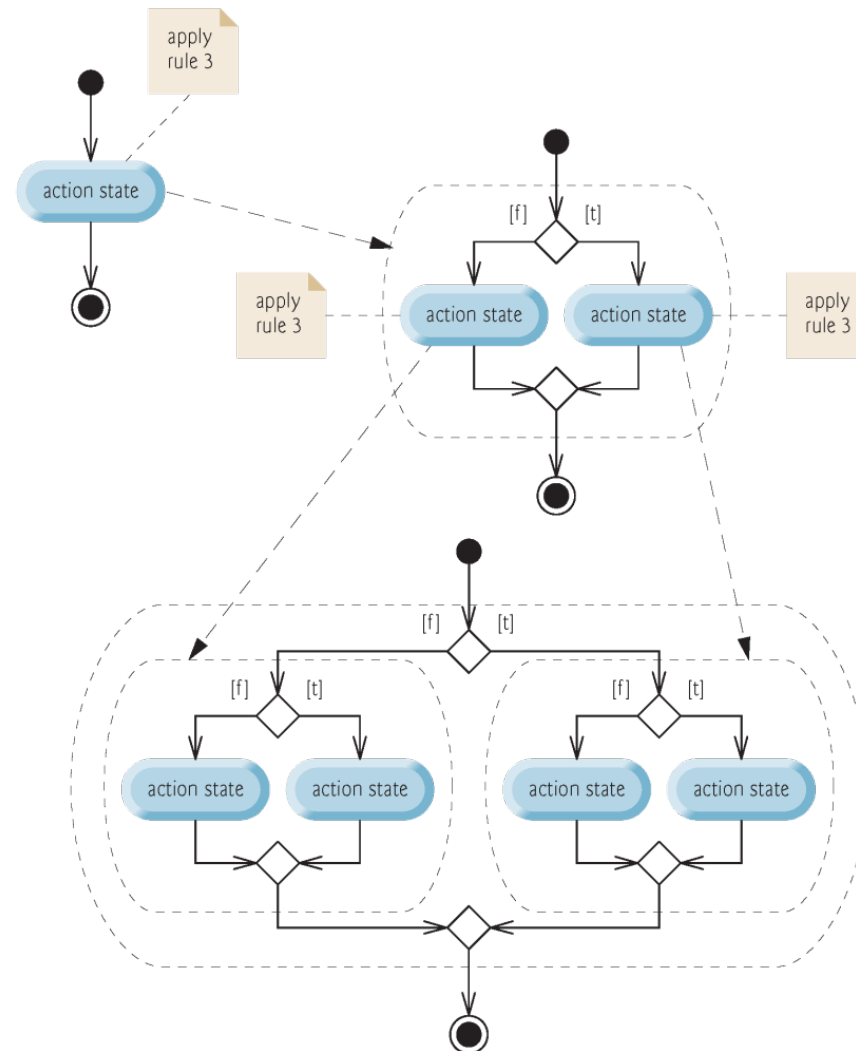 apply
rule 3
action state
[f]
[t]
apply
rule 3
action state
action state
apply
rule 3
[f]
[t]
[f]
[t]
[f]
[t]
action state
action state
action state
action state